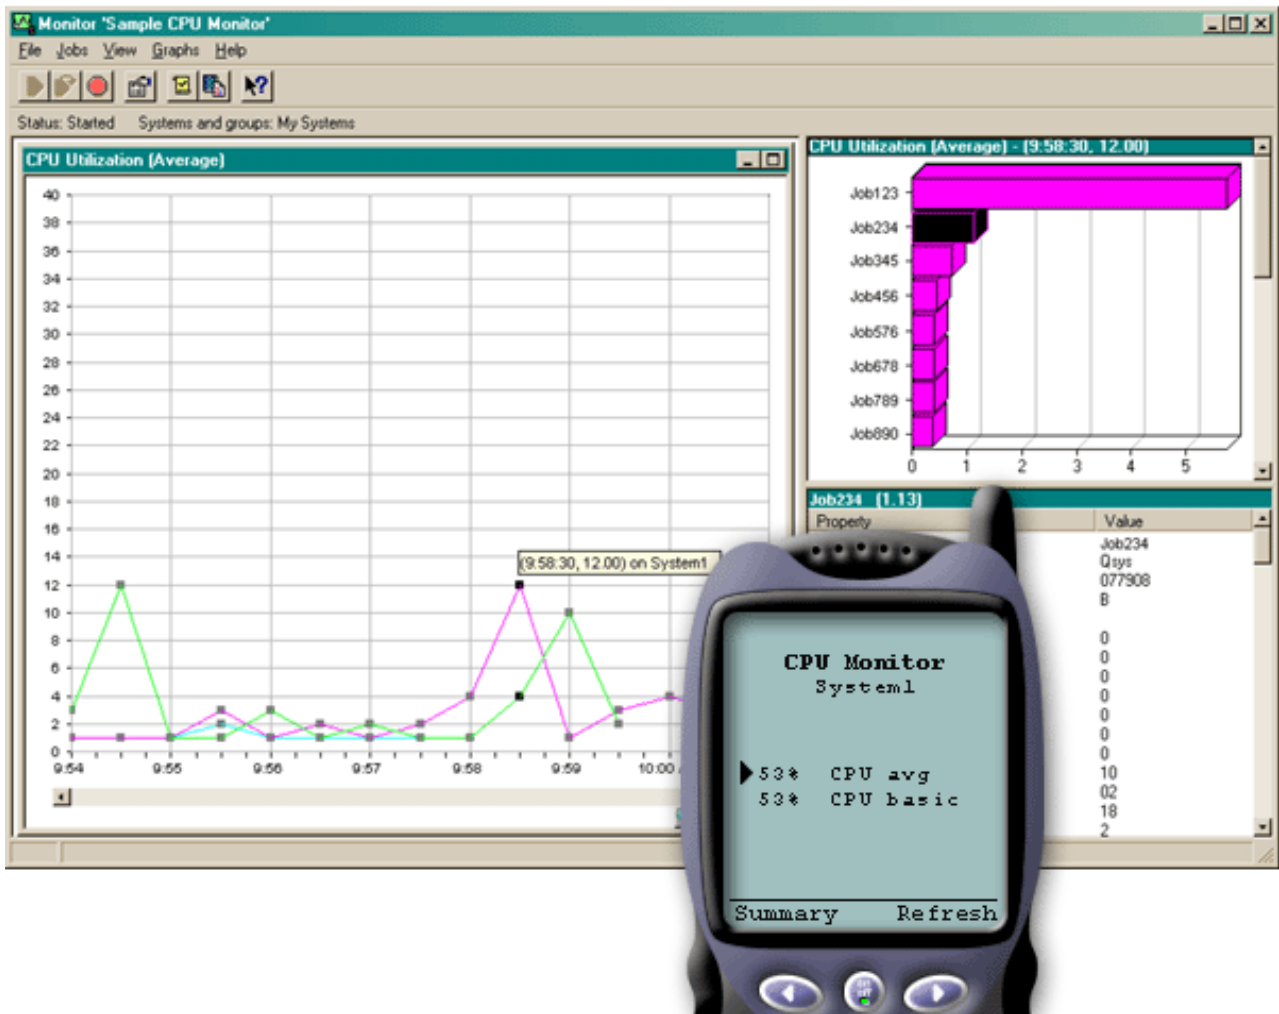 Monitor 'Sample CPU Monitor'
File Jobs View Graphs Help
Status: Started Systems and groups: My Systems
CPU Utilization (Average)
40
38
36
34
32
30
28
26
24
22
20
18
16
14
12
10
8
6
4
2
0
9:54 9:55 9:56 9:57 9:58 9:59 10:00
(9:58:30, 12.00) on System1
CPU Utilization (Average) - (9:58:30, 12.00)
Job123
Job234
Job345
Job456
Job576
Job678
Job789
Job890
0 1 2 3 4 5
Job234 (1.13)
Property Value
Job234
Qsys
077908
B
0
0
0
0
0
0
0
10
02
18
2
CPU Monitor
System1
53% CPU avg
53% CPU basic
Summary Refresh